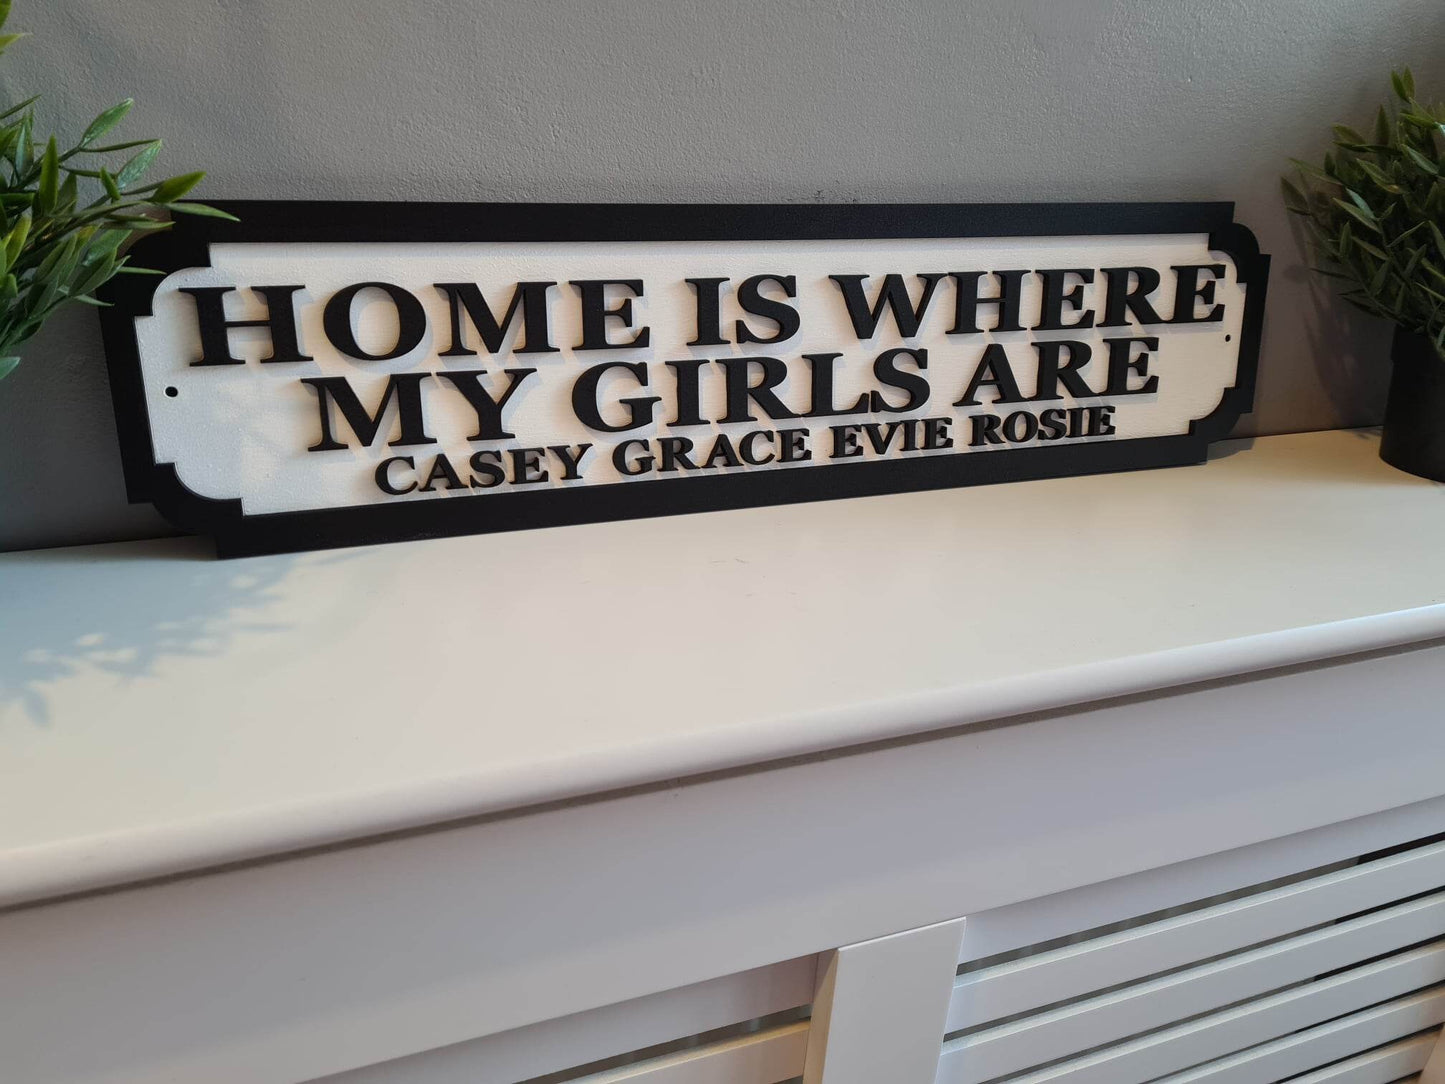 HOME IS WHERE
MY GIRLS ARE
CASEY GRACE EVIE ROSIE